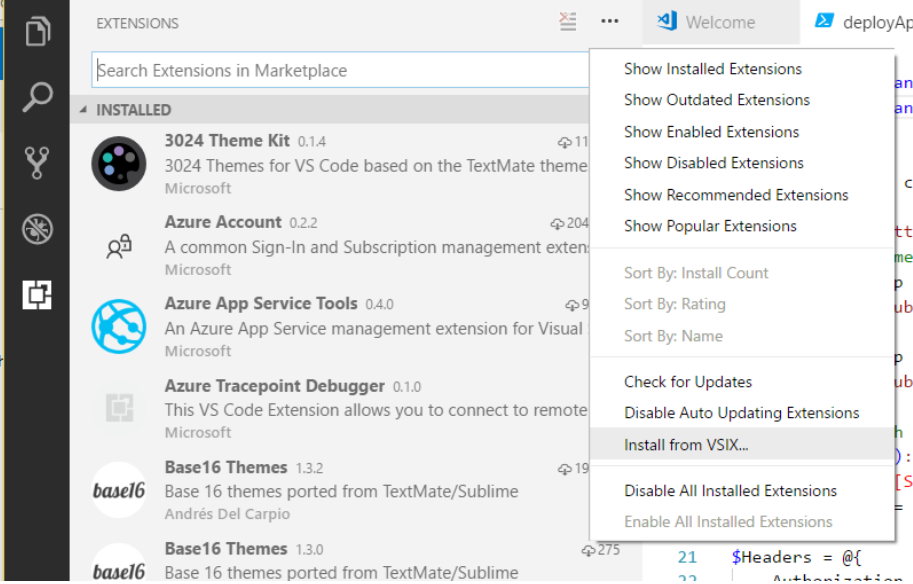 EXTENSIONS
Welcome
deployAp
Search Extensions in Marketplace
INSTALLED
3024 Theme Kit 0.1.4 11
3024 Themes for VS Code based on the TextMate theme
Microsoft
Azure Account 0.2.2 204
A common Sign-In and Subscription management exten
Microsoft
Azure App Service Tools 0.4.0 9
An Azure App Service management extension for Visual
Microsoft
Azure Tracepoint Debugger 0.1.0
This VS Code Extension allows you to connect to remote
Microsoft
base16
Base16 Themes 1.3.2 19
Base 16 themes ported from TextMate/Sublime
Andrés Del Carpio
base16
Base16 Themes 1.3.0 275
Base 16 themes ported from TextMate/Sublime
Show Installed Extensions
Show Outdated Extensions
Show Enabled Extensions
Show Disabled Extensions
Show Recommended Extensions
Show Popular Extensions
Sort By: Install Count
Sort By: Rating
Sort By: Name
Check for Updates
Disable Auto Updating Extensions
Install from VSIX...
Disable All Installed Extensions
Enable All Installed Extensions
an
an
c
tt
me
p
ub
p
ub
h
):
[S
=
21 $Headers = @{
22 Authorization